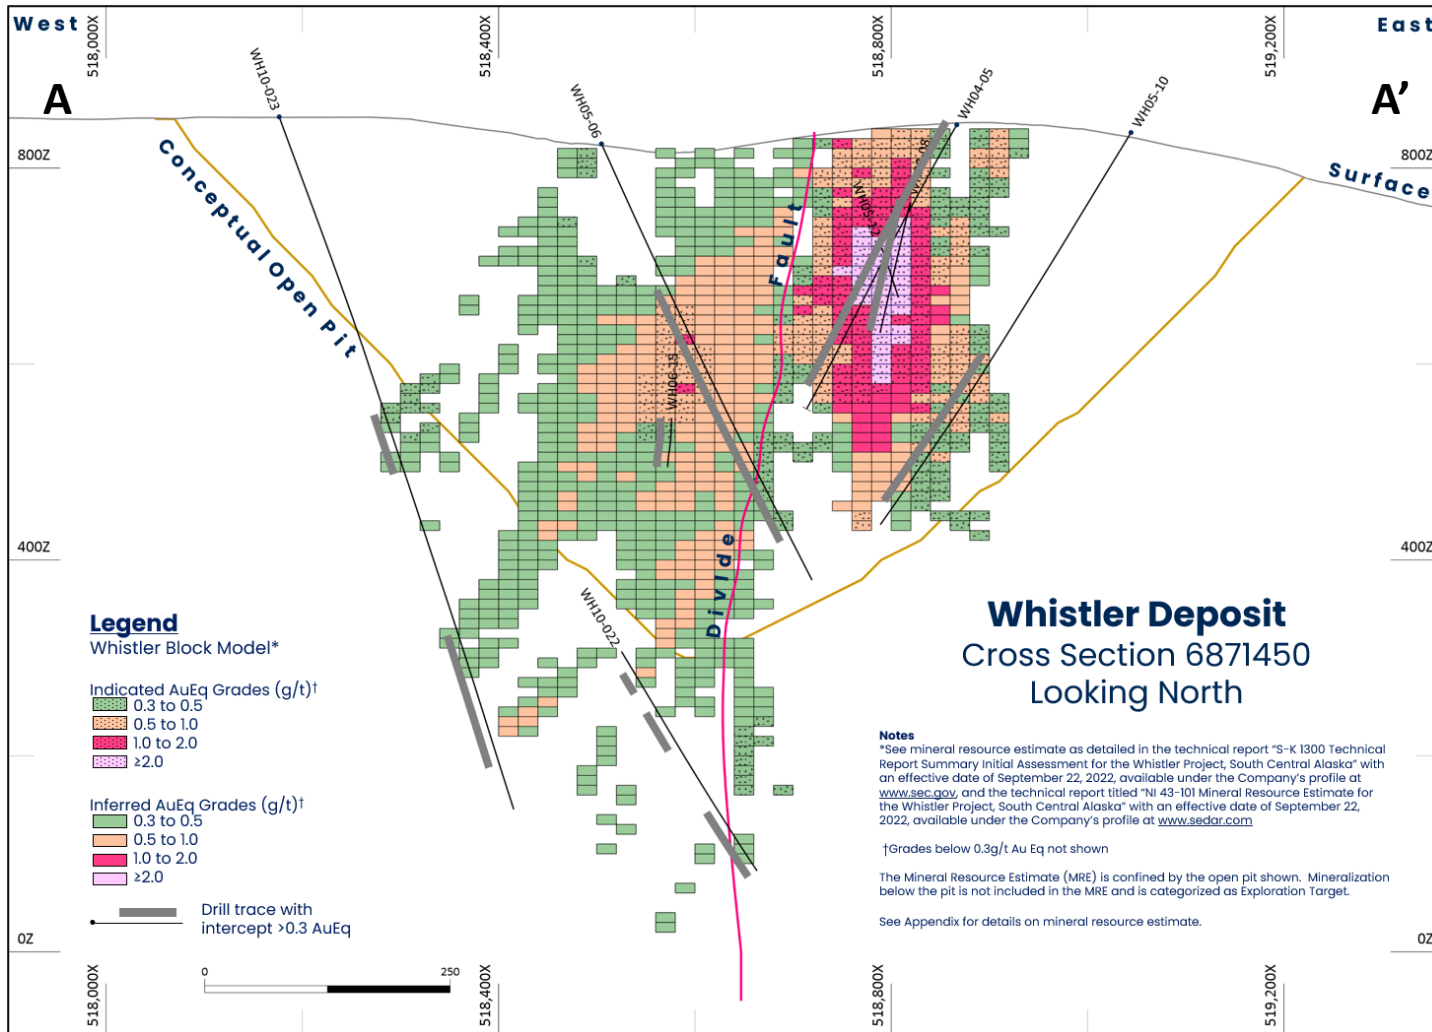 West
East
518,000X
518,400X
518,800X
519,200X
A
A’
WH10-023
WH05-06
WH04-05
WH05-10
800Z
800Z
Surface
Conceptual Open Pit
Fault
WH06-15
400Z
400Z
Divide
WH10-022
Whistler Deposit
Cross Section 6871450
Looking North
Legend
Whistler Block Model*
Indicated AuEq Grades (g/t)†
0.3 to 0.5
0.5 to 1.0
1.0 to 2.0
≥2.0
Inferred AuEq Grades (g/t)†
0.3 to 0.5
0.5 to 1.0
1.0 to 2.0
≥2.0
Drill trace with
intercept >0.3 AuEq
Notes
*See mineral resource estimate as detailed in the technical report “S-K 1300 Technical
Report Summary Initial Assessment for the Whistler Project, South Central Alaska” with
an effective date of September 22, 2022, available under the Company’s profile at
www.sec.gov, and the technical report titled “NI 43-101 Mineral Resource Estimate for
the Whistler Project, South Central Alaska” with an effective date of September 22,
2022, available under the Company’s profile at www.sedar.com
†Grades below 0.3g/t Au Eq not shown
The Mineral Resource Estimate (MRE) is confined by the open pit shown. Mineralization
below the pit is not included in the MRE and is categorized as Exploration Target.
See Appendix for details on mineral resource estimate.
0Z
0Z
0
250
518,000X
518,400X
518,800X
519,200X